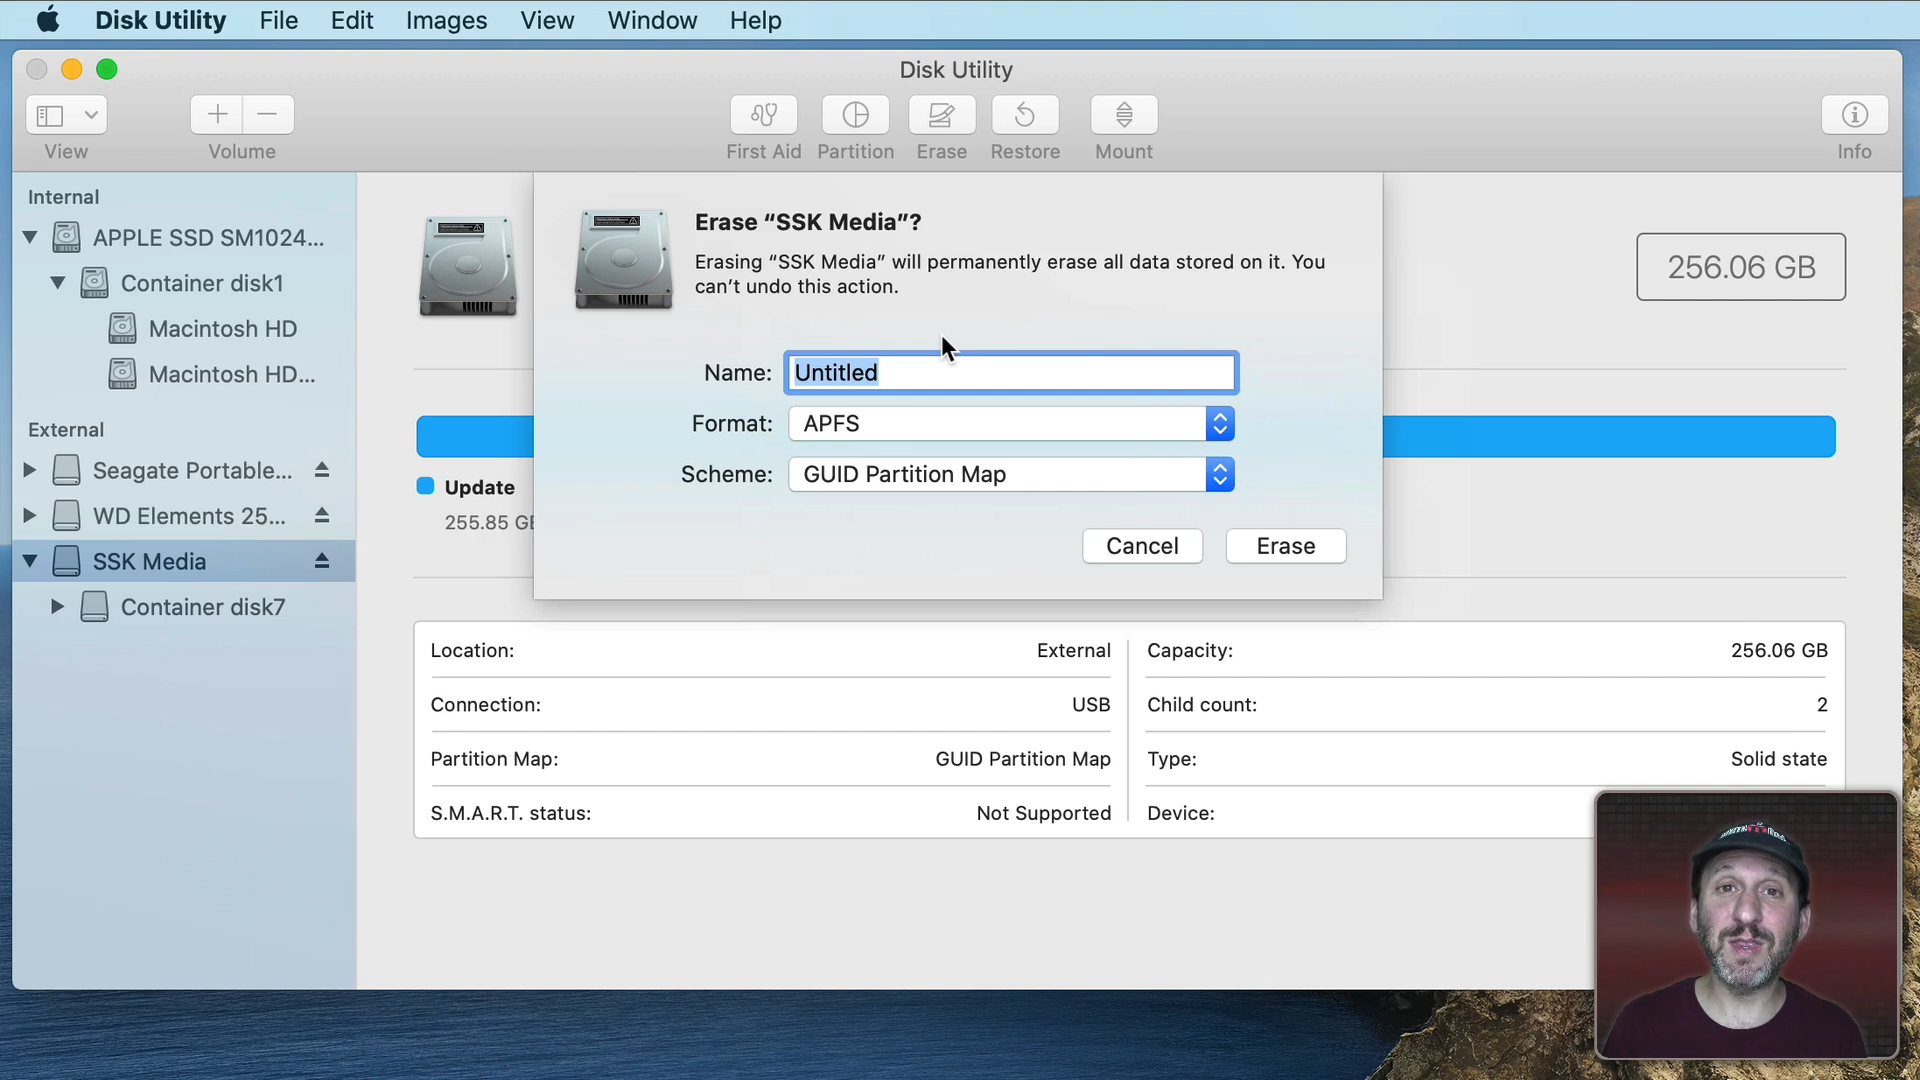 Disk Utility File Edit Images View Window Help
Disk Utility
View Volume First Aid Partition Erase Restore Mount Info
Internal
APPLE SSD SM1024...
Container disk1
Macintosh HD
Macintosh HD...
External
Seagate Portable...
WD Elements 25...
SSK Media
Container disk7
256.06 GB
Update
255.85 GB
Erase “SSK Media”?
Erasing “SSK Media” will permanently erase all data stored on it. You
can’t undo this action.
Name: Untitled
Format: APFS
Scheme: GUID Partition Map
Cancel Erase
Location: External
Connection: USB
Partition Map: GUID Partition Map
S.M.A.R.T. status: Not Supported
Capacity: 256.06 GB
Child count: 2
Type: Solid state
Device: